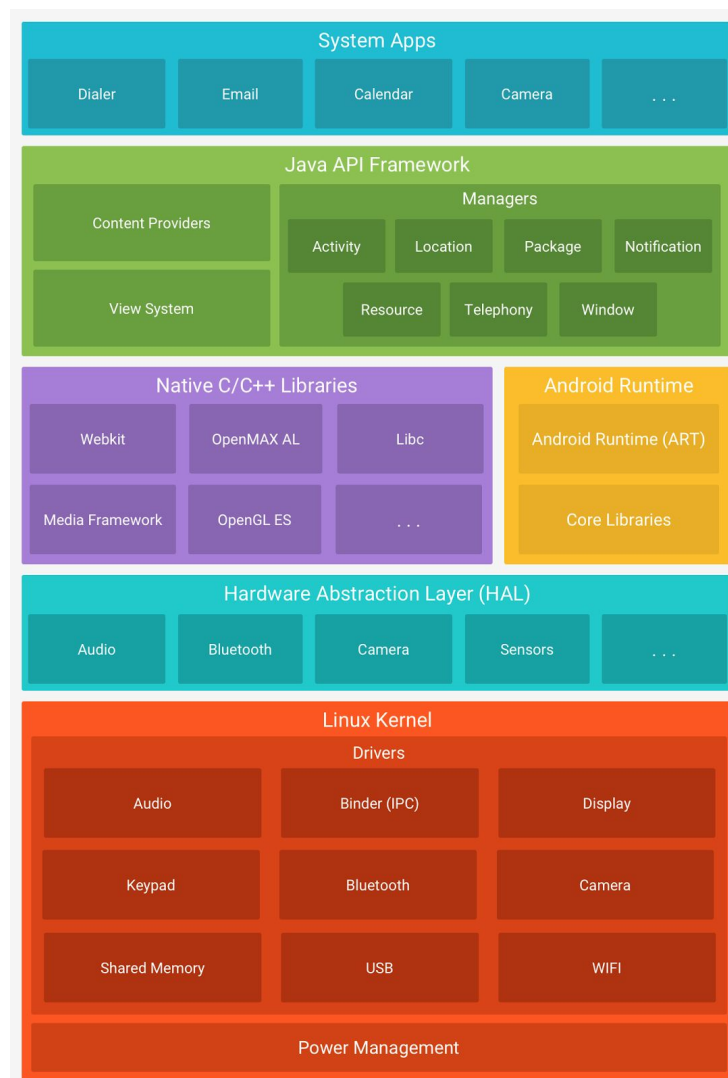 System Apps
Dialer Email Calendar Camera . . .
Java API Framework
Content Providers
View System
Managers
Activity Location Package Notification
Resource Telephony Window
Native C/C++ Libraries
Webkit OpenMAX AL Libc
Media Framework OpenGL ES . . .
Android Runtime
Android Runtime (ART)
Core Libraries
Hardware Abstraction Layer (HAL)
Audio Bluetooth Camera Sensors . . .
Linux Kernel
Drivers
Audio Binder (IPC) Display
Keypad Bluetooth Camera
Shared Memory USB WIFI
Power Management